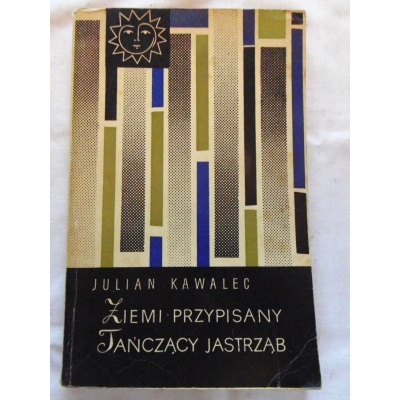 JULIAN KAWALEC
ZIEMI PRZYPISANY
TAŃCZĄCY JASTRZĄB